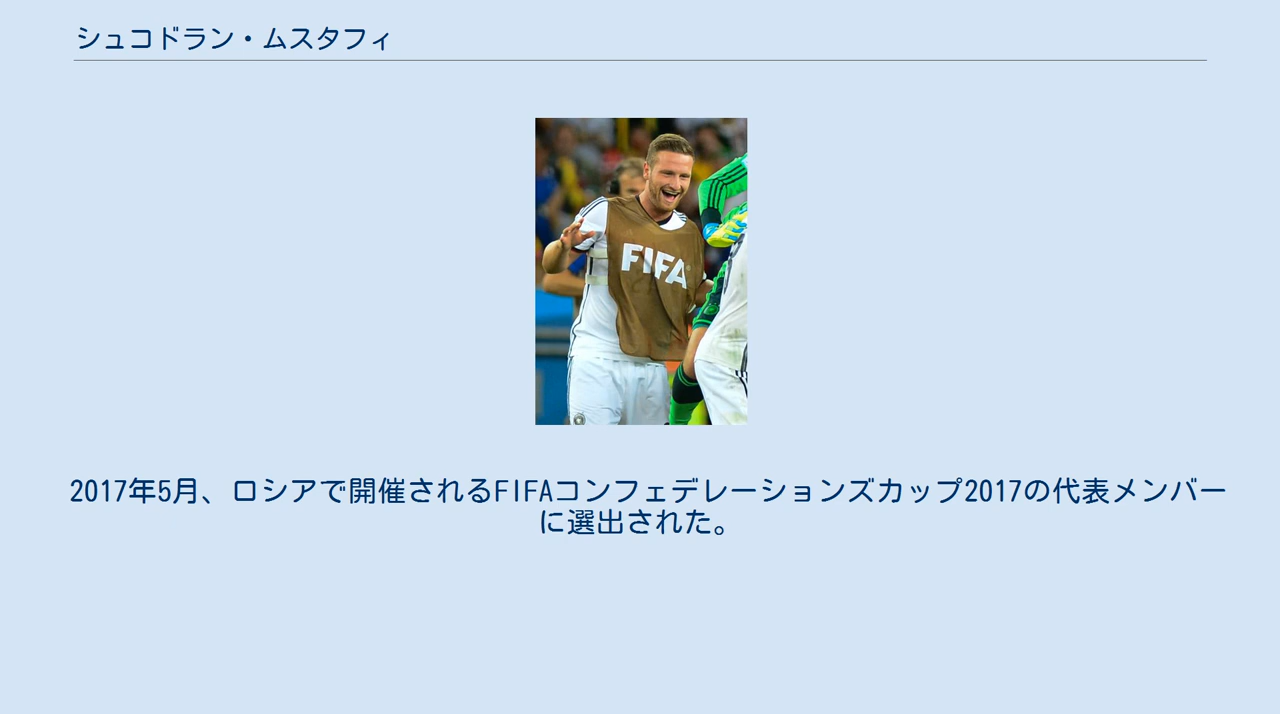 シュコドラン・ムスタフィ
FIFA
2017年5月、ロシアで開催されるFIFAコンフェデレーションズカップ2017の代表メンバー
に選出された。